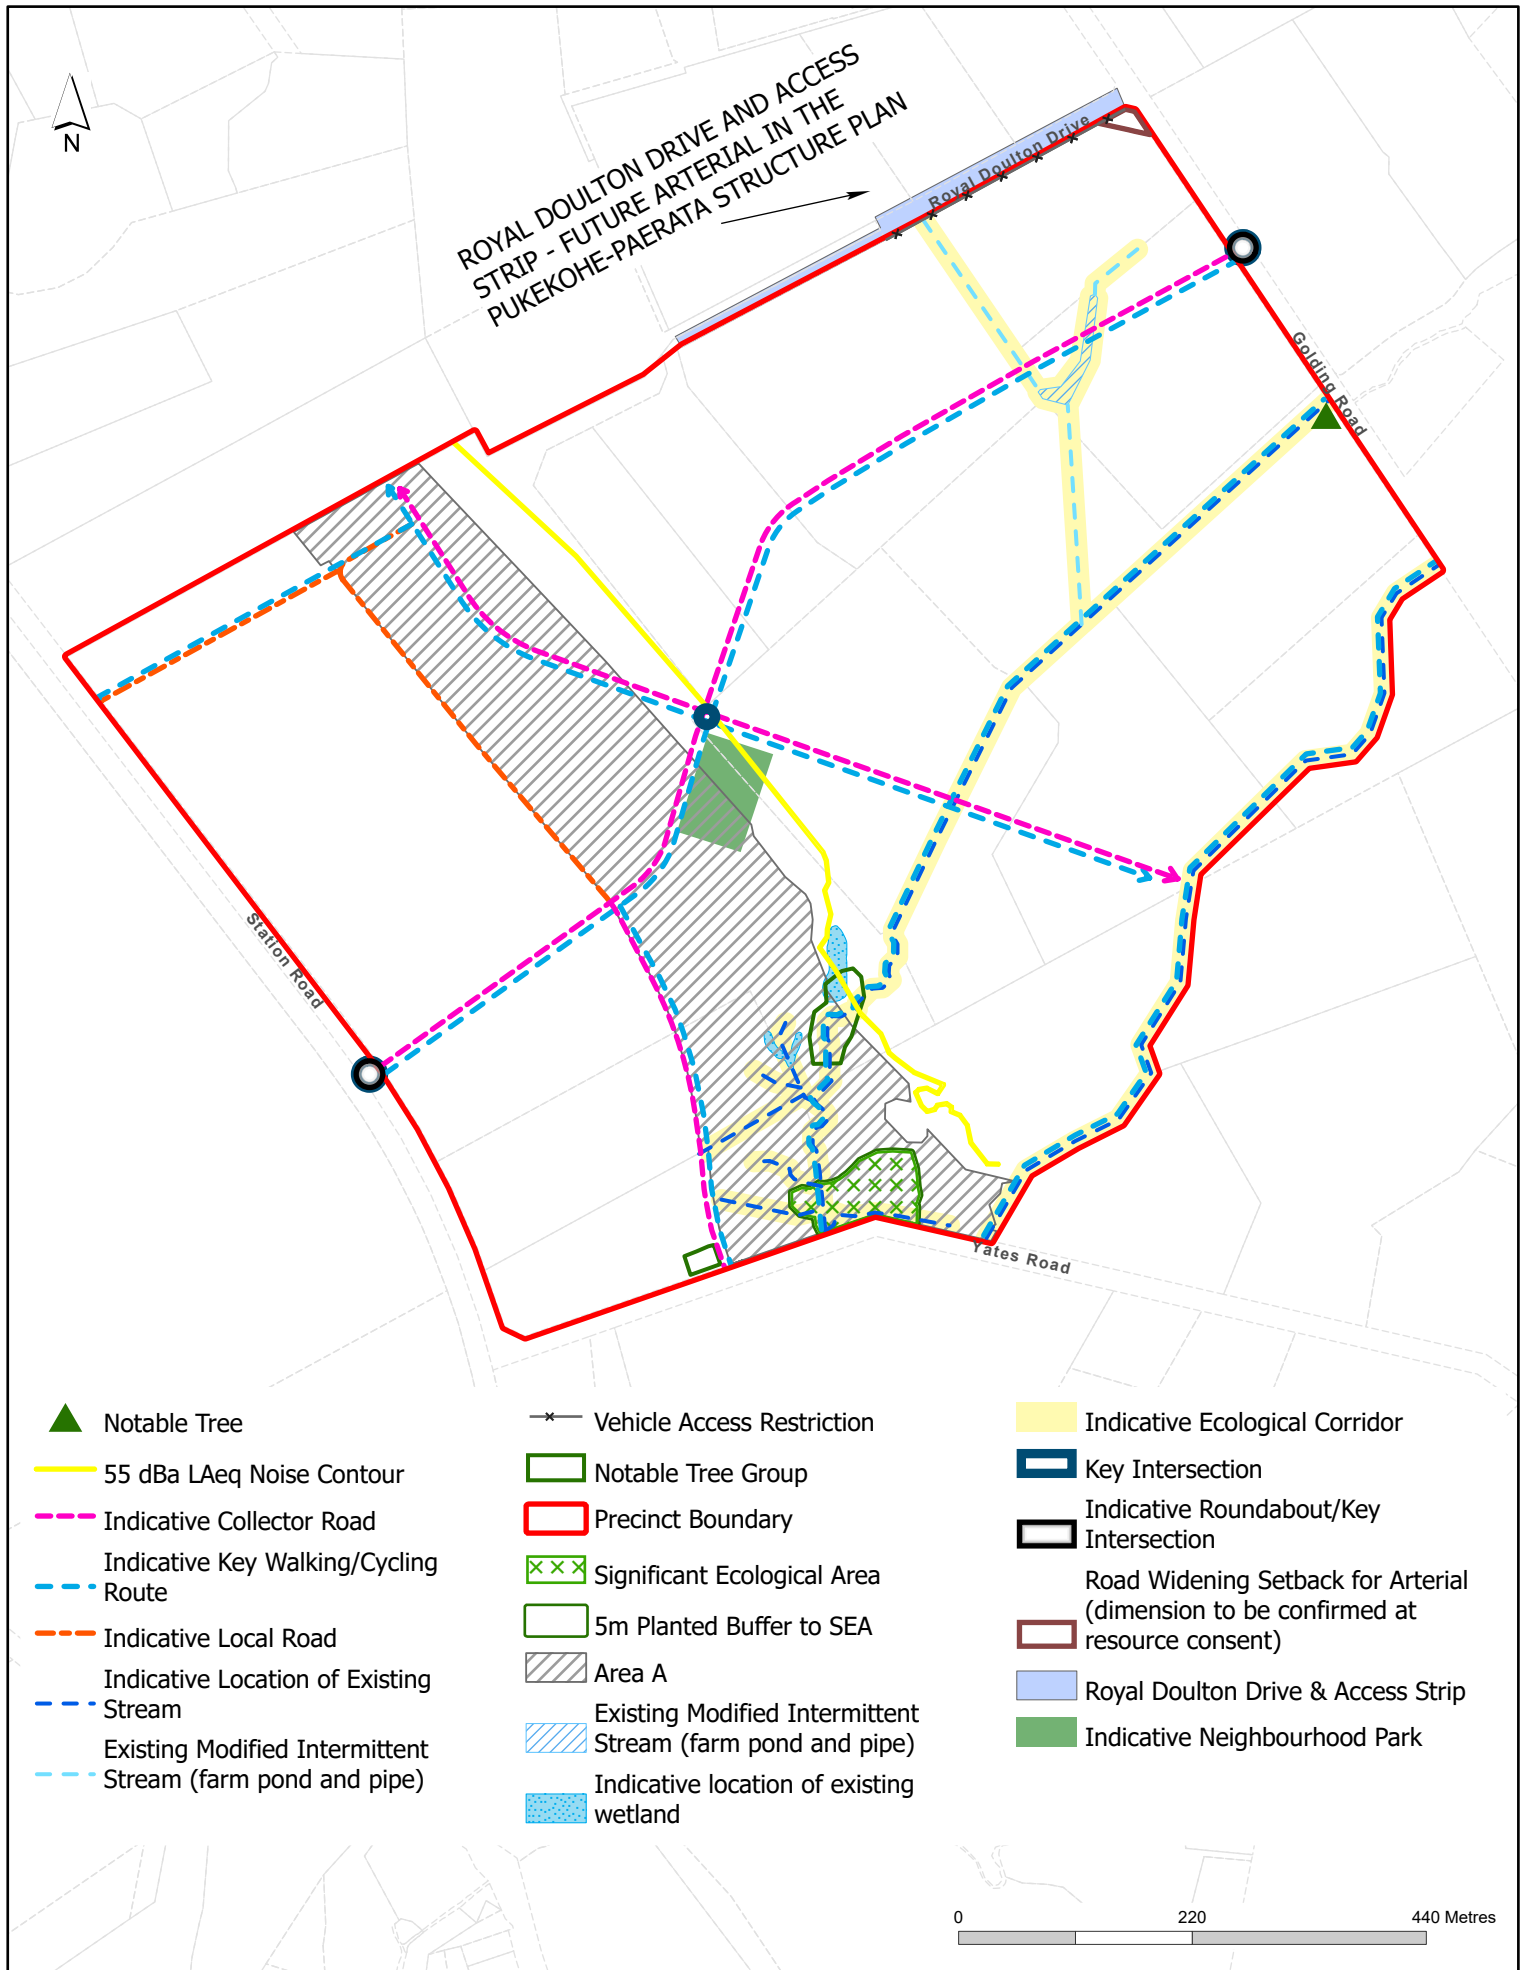 ROYAL DOULTON DRIVE AND ACCESS
STRIP - FUTURE ARTERIAL IN THE
PUKEKOHE-PAERATA STRUCTURE PLAN
N
Royal Doulton Drive
Golding Road
Station Road
Yates Road
Notable Tree
55 dBa LAeq Noise Contour
Indicative Collector Road
Indicative Key Walking/Cycling
Route
Indicative Local Road
Indicative Location of Existing
Stream
Existing Modified Intermittent
Stream (farm pond and pipe)
Vehicle Access Restriction
Notable Tree Group
Precinct Boundary
Significant Ecological Area
5m Planted Buffer to SEA
Area A
Existing Modified Intermittent
Stream (farm pond and pipe)
Indicative location of existing
wetland
Indicative Ecological Corridor
Key Intersection
Indicative Roundabout/Key
Intersection
Road Widening Setback for Arterial
(dimension to be confirmed at
resource consent)
Royal Doulton Drive & Access Strip
Indicative Neighbourhood Park
0 220 440 Metres